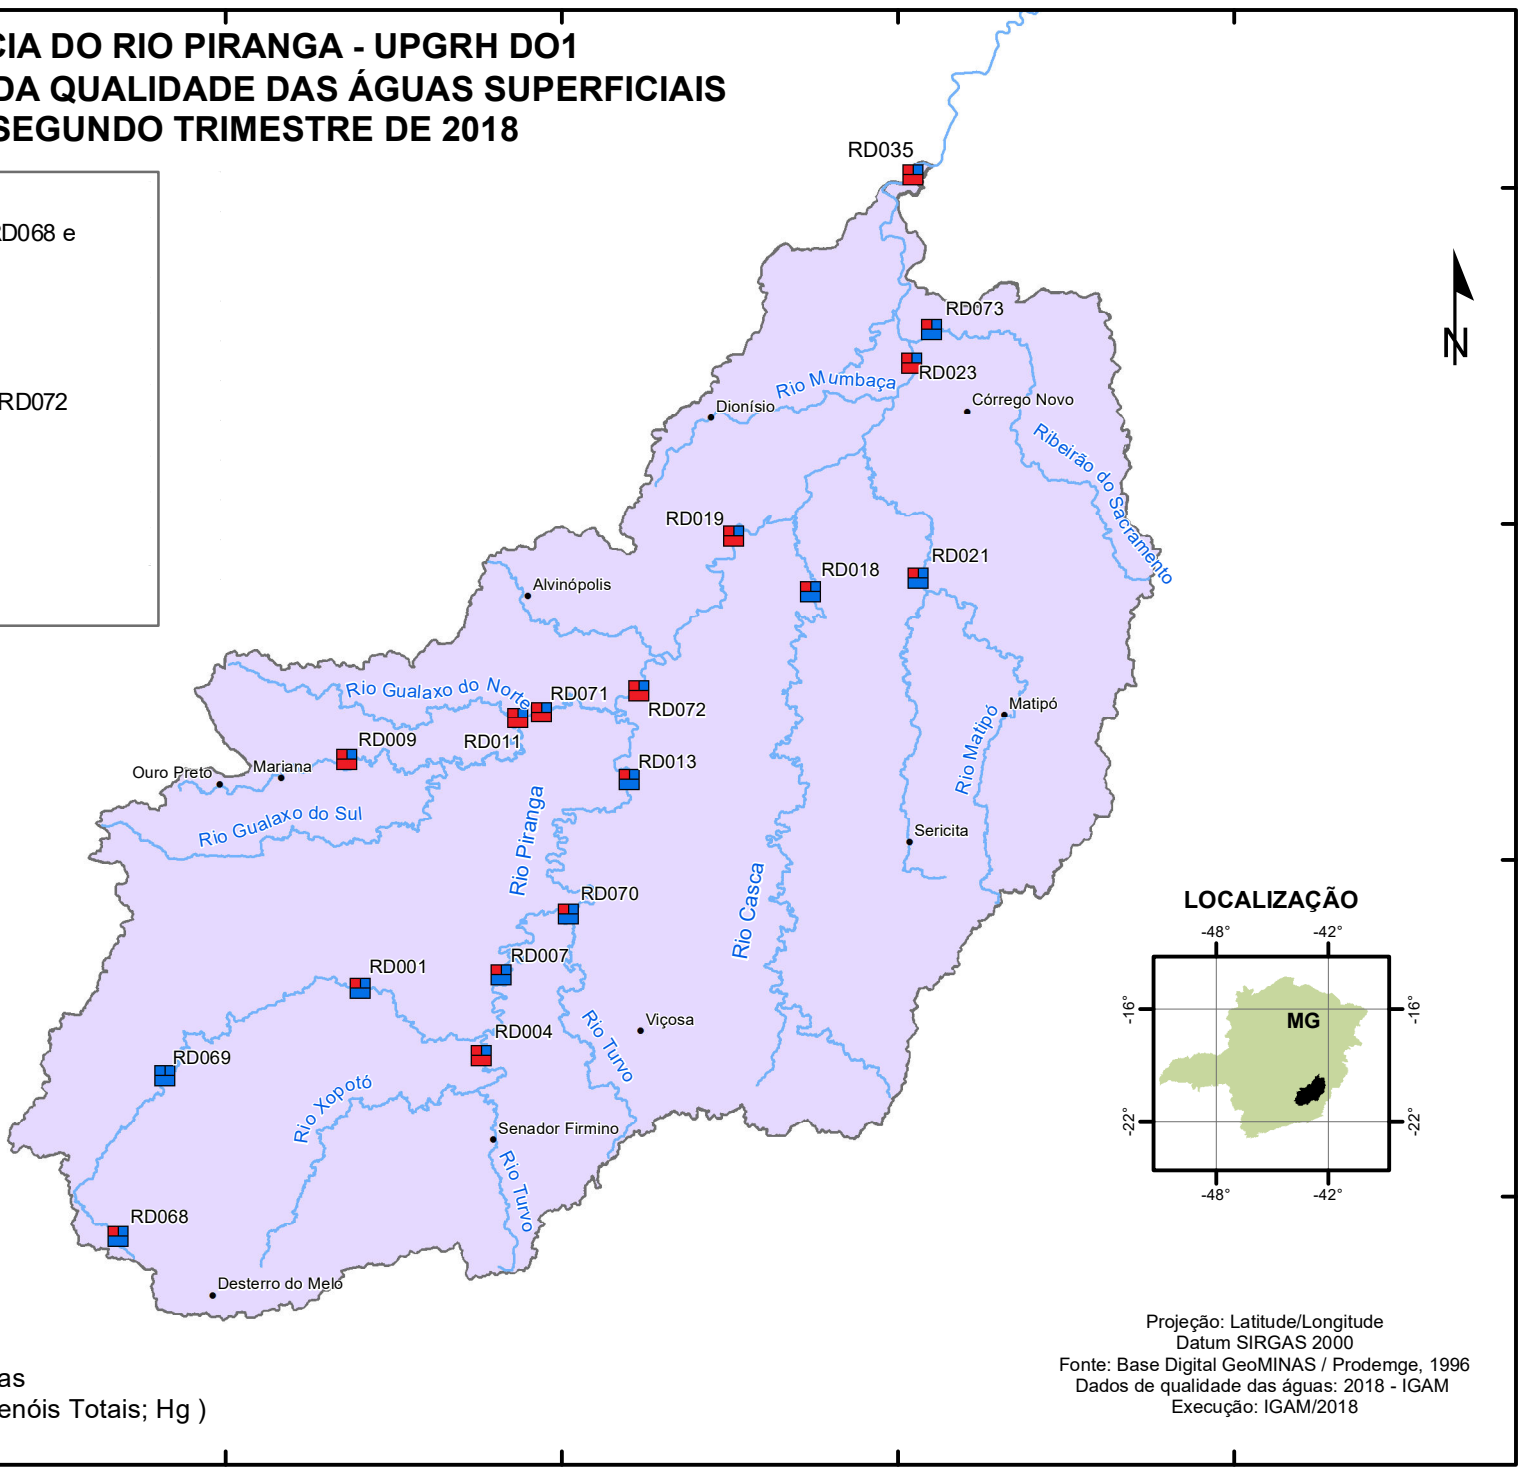 CIA DO RIO PIRANGA - UPGRH DO1
DA QUALIDADE DAS ÁGUAS SUPERFICIAIS
SEGUNDO TRIMESTRE DE 2018
RD035
RD068 e
RD073
N
RD023
Rio Mumbaça
RD072
Dionísio
Córrego Novo
Ribeirão do Sacramento
RD019
RD018
RD021
Alvinópolis
Rio Gualaxo do Norte
RD071
RD072
Matipó
RD011
RD009
Rio Matipó
RD013
Ouro Preto
Mariana
Rio Gualaxo do Sul
Rio Piranga
Sericita
RD070
Rio Casca
LOCALIZAÇÃO
-48°
-42°
RD007
RD001
-16°
-16°
MG
RD004
Viçosa
Rio Turvo
RD069
Rio Xopotó
-22°
-22°
Senador Firmino
Rio Turvo
-48°
-42°
RD068
Desterro do Melo
Projeção: Latitude/Longitude
Datum SIRGAS 2000
Fonte: Base Digital GeoMINAS / Prodemge, 1996
Dados de qualidade das águas: 2018 - IGAM
Execução: IGAM/2018
as
enóis Totais; Hg )